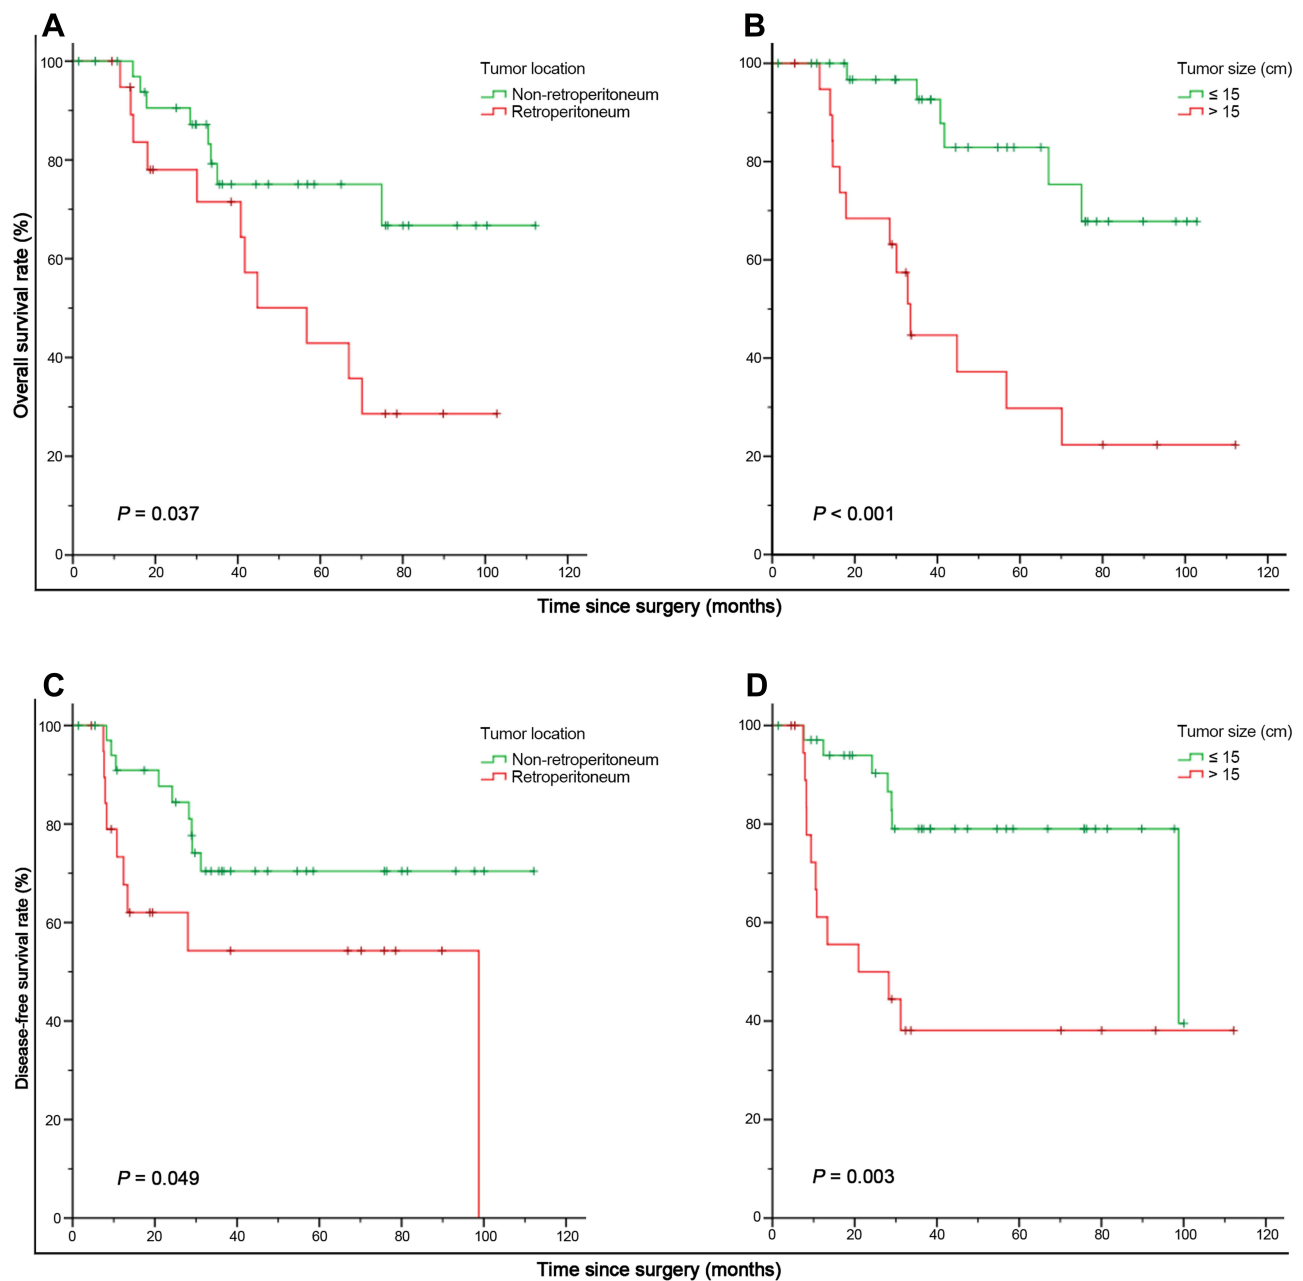 A
B
Tumor location
Non-retroperitoneum
Retroperitoneum
Tumor size (cm)
≤ 15
> 15
Overall survival rate (%)
100
80
60
40
20
0
P = 0.037
0 20 40 60 80 100 120
100
80
60
40
20
0
P < 0.001
0 20 40 60 80 100 120
Time since surgery (months)
C
D
Tumor location
Non-retroperitoneum
Retroperitoneum
Tumor size (cm)
≤ 15
> 15
Disease-free survival rate (%)
100
80
60
40
20
0
P = 0.049
0 20 40 60 80 100 120
100
80
60
40
20
0
P = 0.003
0 20 40 60 80 100 120
Time since surgery (months)